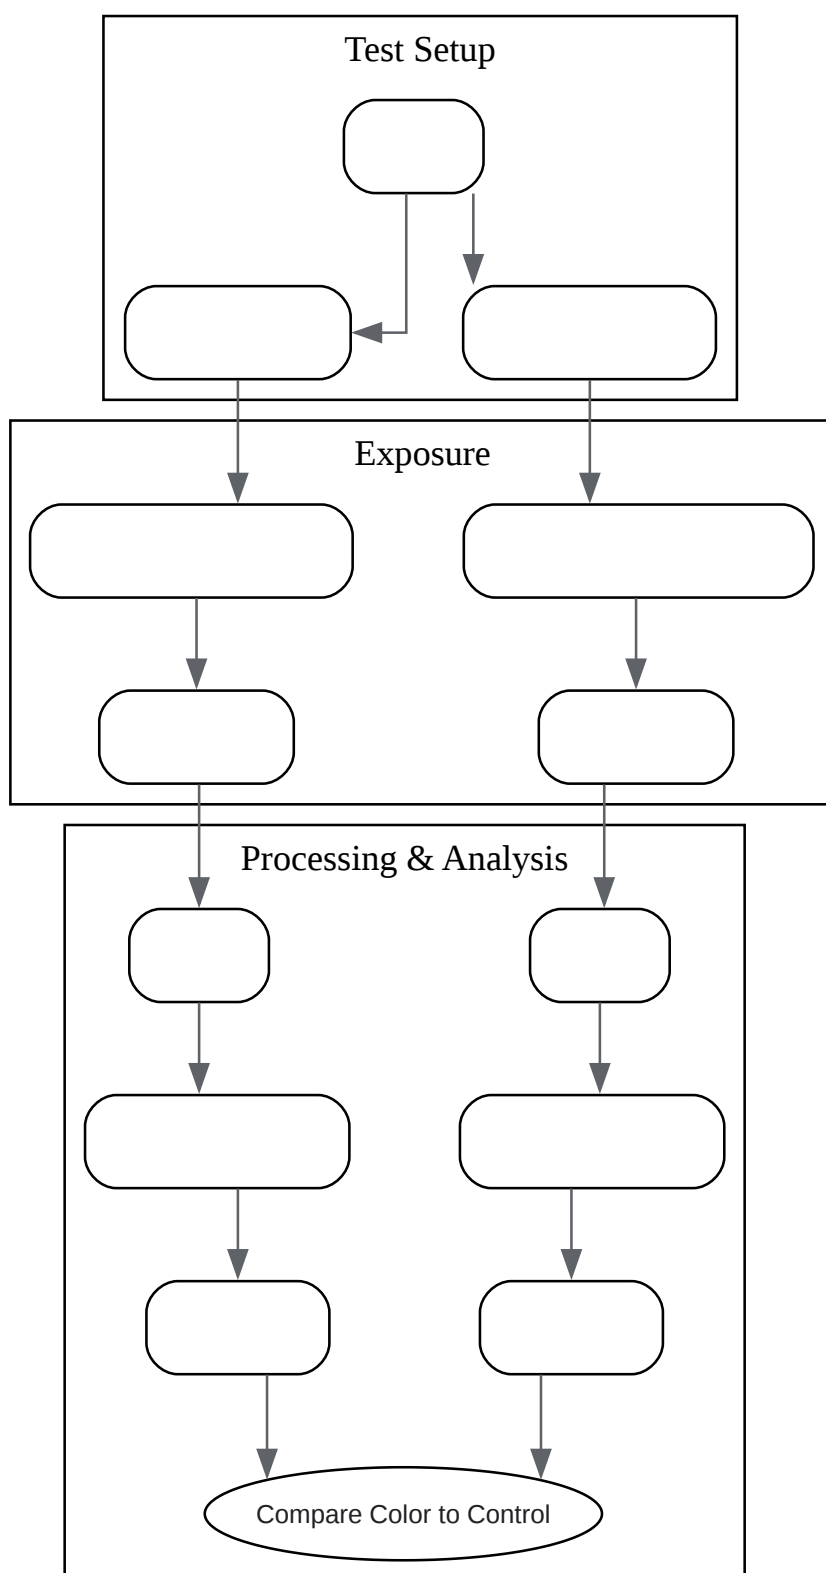 Test Setup
Exposure
Processing & Analysis
Compare Color to Control